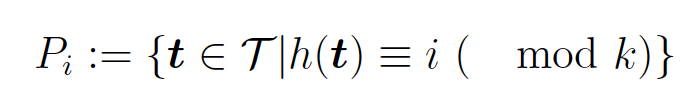 P_i := {t ∈ 𝒯|h(t) ≡ i ( mod k)}